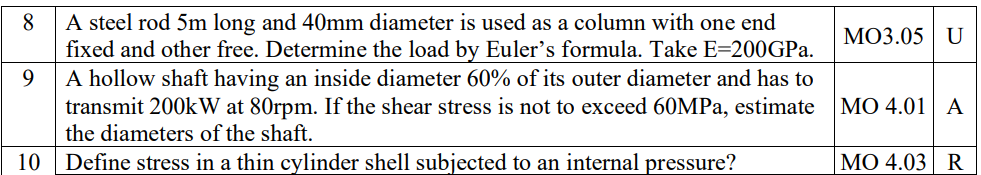 8 A steel rod 5m long and 40mm diameter is used as a column with one end
fixed and other free. Determine the load by Euler’s formula. Take E=200GPa. MO3.05 U
9 A hollow shaft having an inside diameter 60% of its outer diameter and has to
transmit 200kW at 80rpm. If the shear stress is not to exceed 60MPa, estimate MO 4.01 A
the diameters of the shaft.
10 Define stress in a thin cylinder shell subjected to an internal pressure? MO 4.03 R